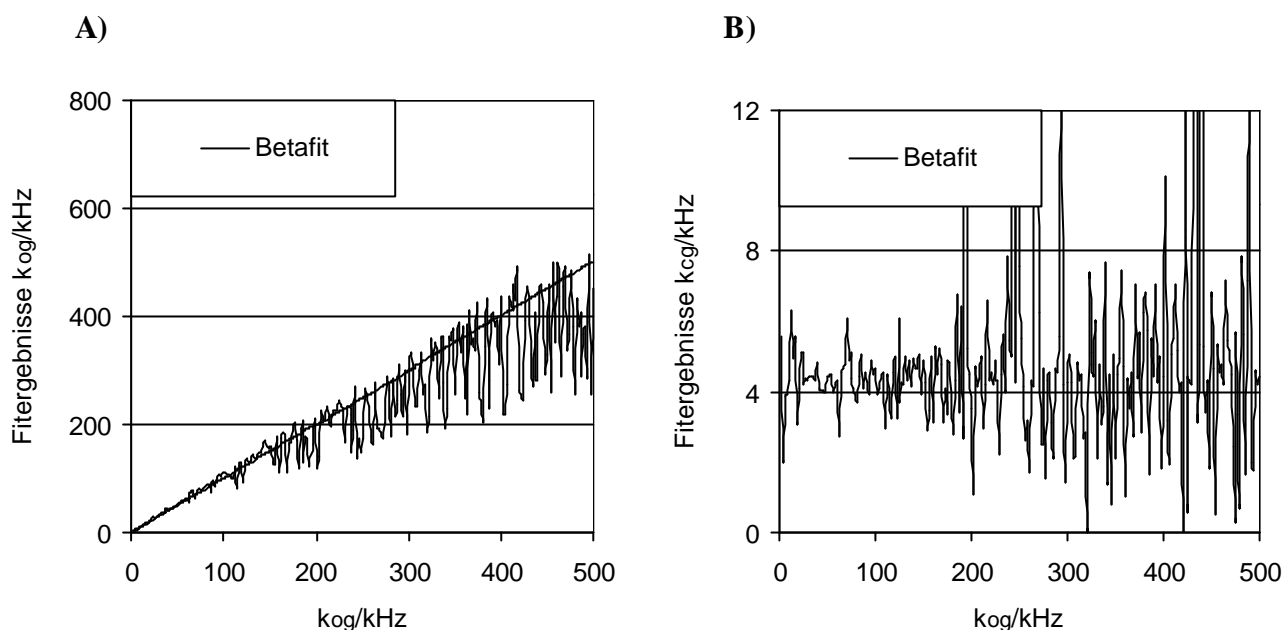 A)
B)
800
600
400
200
0
Fitergebnisse kog/kHz
Betafit
0 100 200 300 400 500
kog/kHz
12
8
4
0
Fitergebnisse kcg/kHz
Betafit
0 100 200 300 400 500
kog/kHz